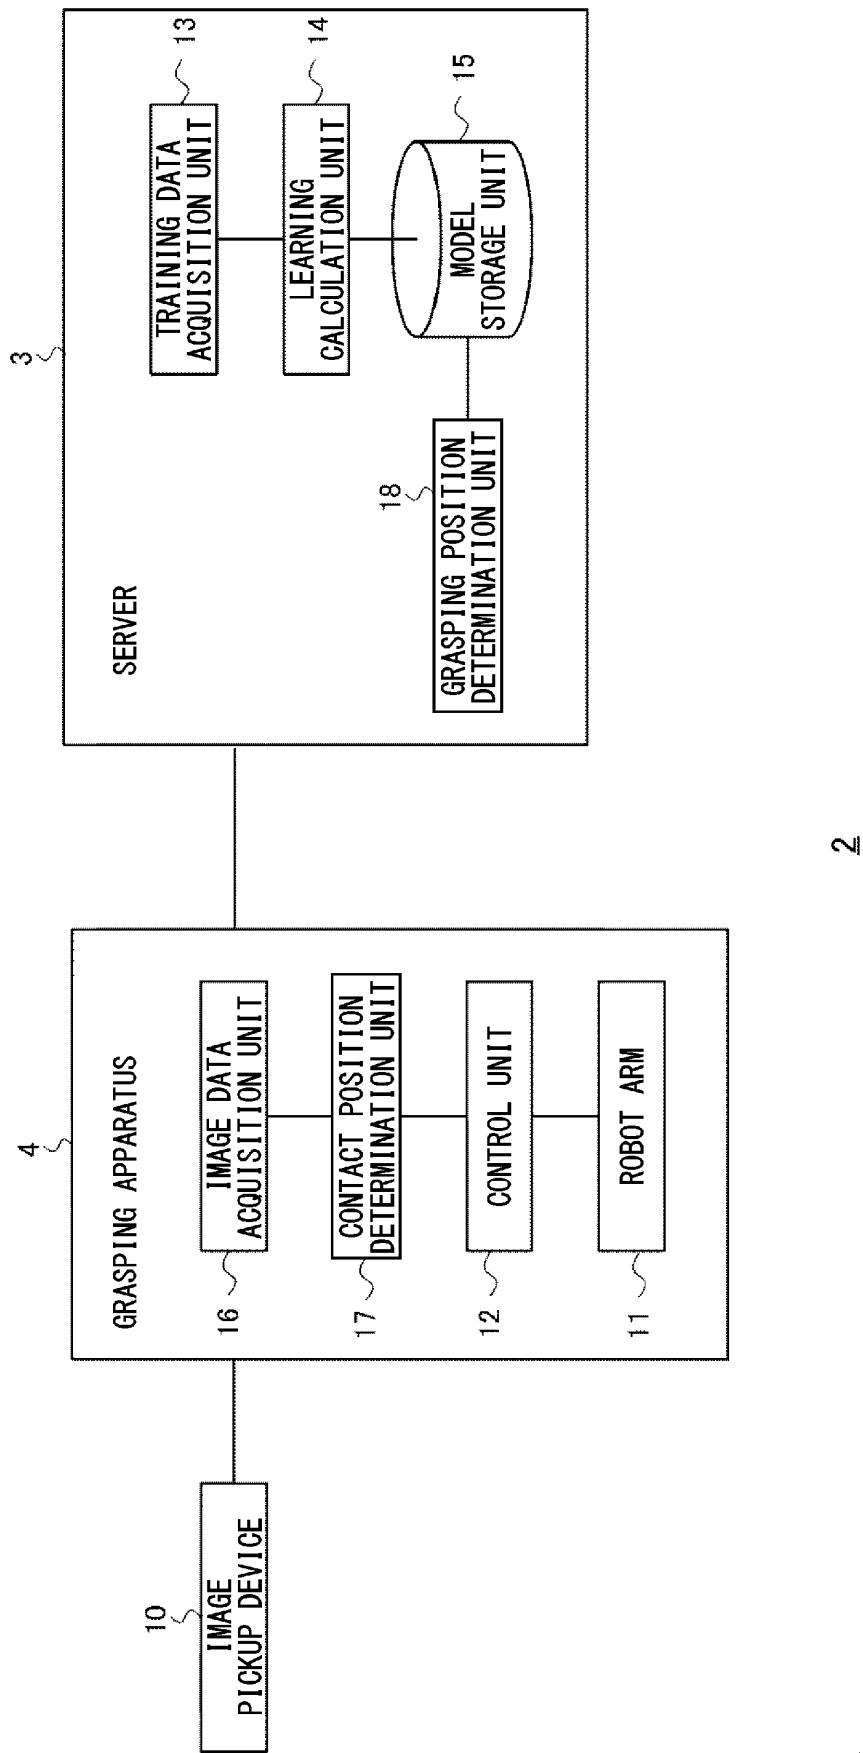 10
IMAGE
PICKUP DEVICE
4
GRASPING APPARATUS
16
IMAGE DATA
ACQUISITION UNIT
17
CONTACT POSITION
DETERMINATION UNIT
12
CONTROL UNIT
11
ROBOT ARM
3
SERVER
13
TRAINING DATA
ACQUISITION UNIT
14
LEARNING
CALCULATION UNIT
15
MODEL
STORAGE UNIT
18
GRASPING POSITION
DETERMINATION UNIT
2